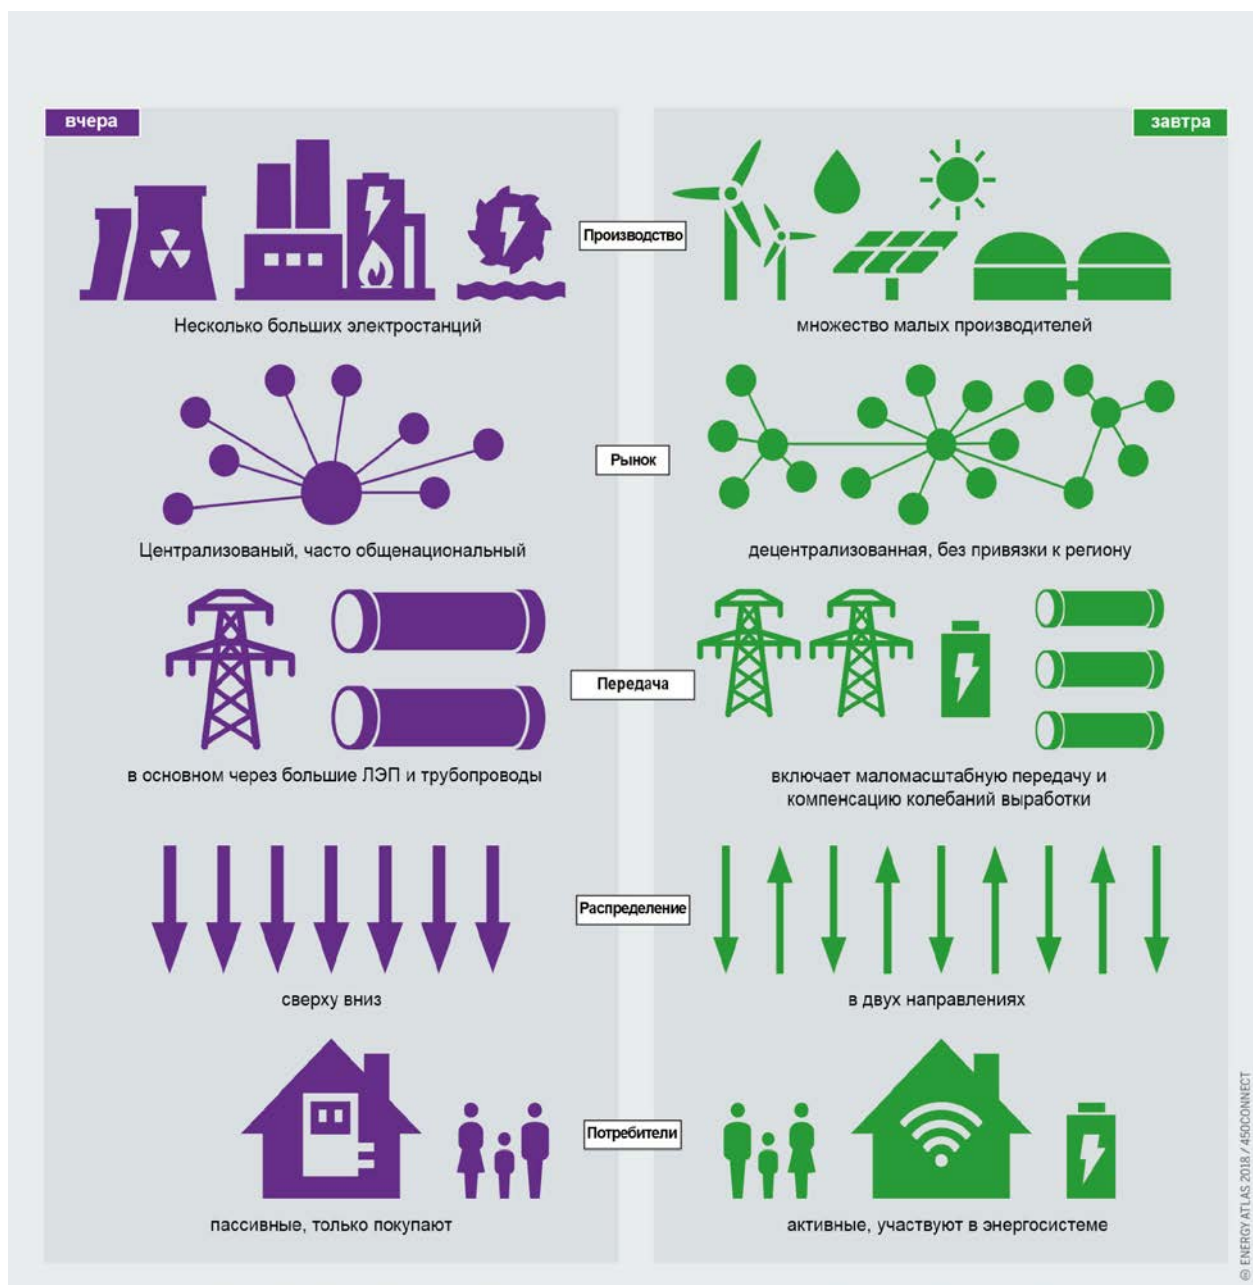 вчера
завтра
Производство
Несколько больших электростанций
множество малых производителей
Рынок
Централизованый, часто общенациональный
децентрализованная, без привязки к региону
Передача
в основном через большие ЛЭП и трубопроводы
включает маломасштабную передачу и
компенсацию колебаний выработки
Распределение
сверху вниз
в двух направлениях
Потребители
пассивные, только покупают
активные, участвуют в энергосистеме
© ENERGY ATLAS 2018 / 450CONNECT